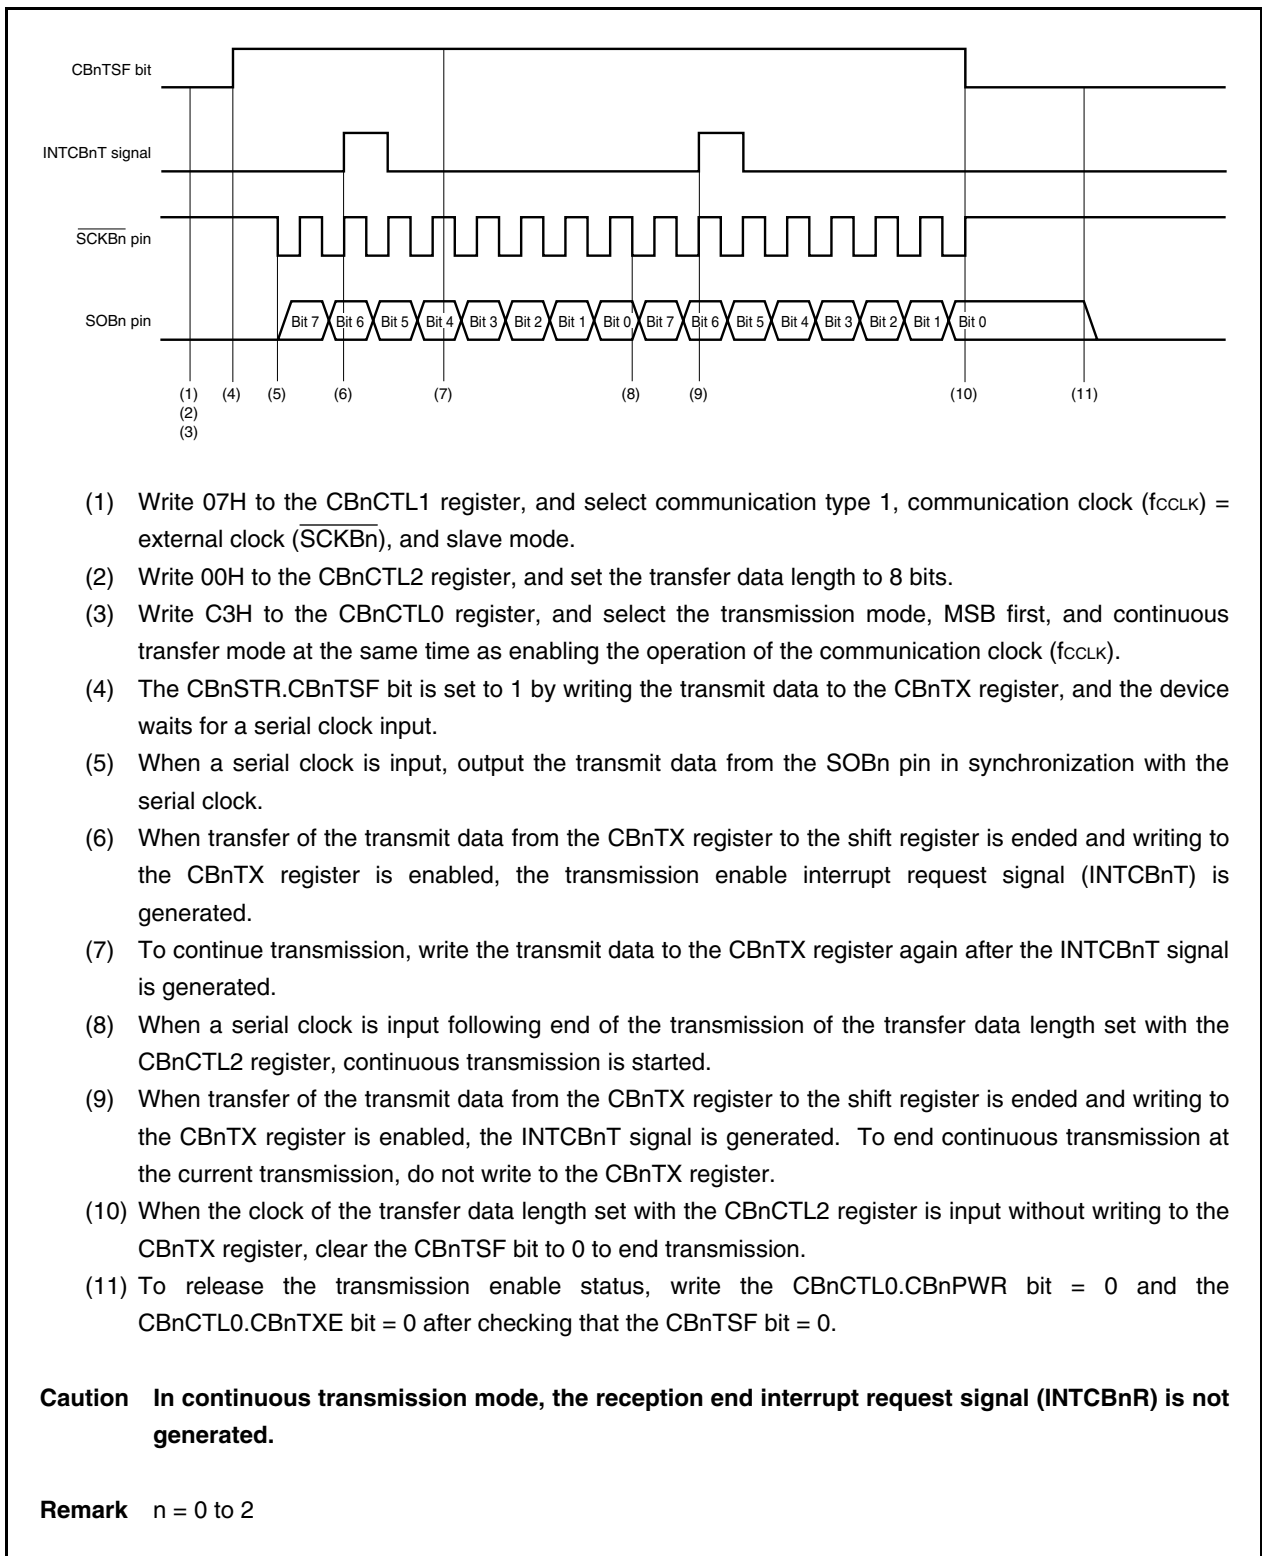 CBnTSF bit
INTCBnT signal
SCKBn pin
SOBn pin
Bit 7 Bit 6 Bit 5 Bit 4 Bit 3 Bit 2 Bit 1 Bit 0 Bit 7 Bit 6 Bit 5 Bit 4 Bit 3 Bit 2 Bit 1 Bit 0
(1) (4) (5) (6) (7) (8) (9) (10) (11)
(2)
(3)
(1) Write 07H to the CBnCTL1 register, and select communication type 1, communication clock (fCCLK) =
external clock (SCKBn), and slave mode.
(2) Write 00H to the CBnCTL2 register, and set the transfer data length to 8 bits.
(3) Write C3H to the CBnCTL0 register, and select the transmission mode, MSB first, and continuous
transfer mode at the same time as enabling the operation of the communication clock (fCCLK).
(4) The CBnSTR.CBnTSF bit is set to 1 by writing the transmit data to the CBnTX register, and the device
waits for a serial clock input.
(5) When a serial clock is input, output the transmit data from the SOBn pin in synchronization with the
serial clock.
(6) When transfer of the transmit data from the CBnTX register to the shift register is ended and writing to
the CBnTX register is enabled, the transmission enable interrupt request signal (INTCBnT) is
generated.
(7) To continue transmission, write the transmit data to the CBnTX register again after the INTCBnT signal
is generated.
(8) When a serial clock is input following end of the transmission of the transfer data length set with the
CBnCTL2 register, continuous transmission is started.
(9) When transfer of the transmit data from the CBnTX register to the shift register is ended and writing to
the CBnTX register is enabled, the INTCBnT signal is generated. To end continuous transmission at
the current transmission, do not write to the CBnTX register.
(10) When the clock of the transfer data length set with the CBnCTL2 register is input without writing to the
CBnTX register, clear the CBnTSF bit to 0 to end transmission.
(11) To release the transmission enable status, write the CBnCTL0.CBnPWR bit = 0 and the
CBnCTL0.CBnTXE bit = 0 after checking that the CBnTSF bit = 0.
Caution In continuous transmission mode, the reception end interrupt request signal (INTCBnR) is not
generated.
Remark n = 0 to 2